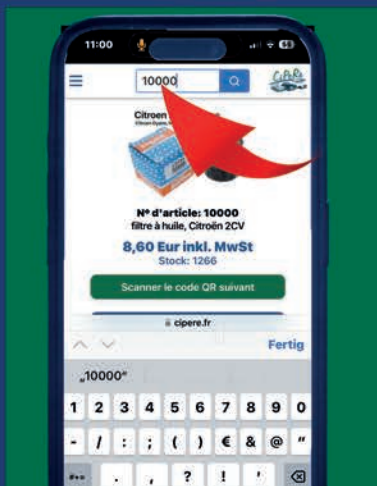 11:00
10000
CiPeRe
Citroen
N° d'article: 10000
filtre à huile, Citroën 2CV
8,60 Eur inkl. MwSt
Stock: 1266
Scanner le code QR suivant
cipere.fr
Fertig
„10000“
1 2 3 4 5 6 7 8 9 0
- / : ; ( ) € & @ "
#+= . , ? ! '